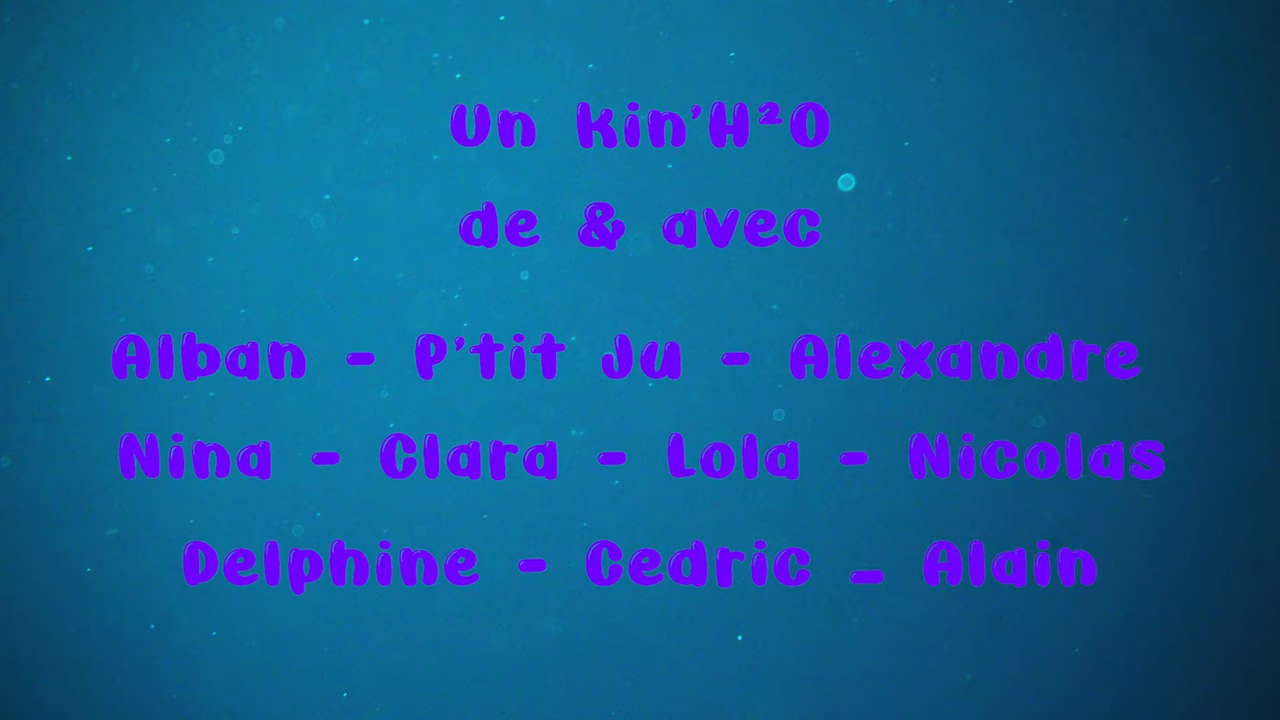 Un Kin'H²O
de & avec
Alban - P'tit Ju - Alexandre
Nina - Clara - Lola - Nicolas
Delphine - Cedric _ Alain